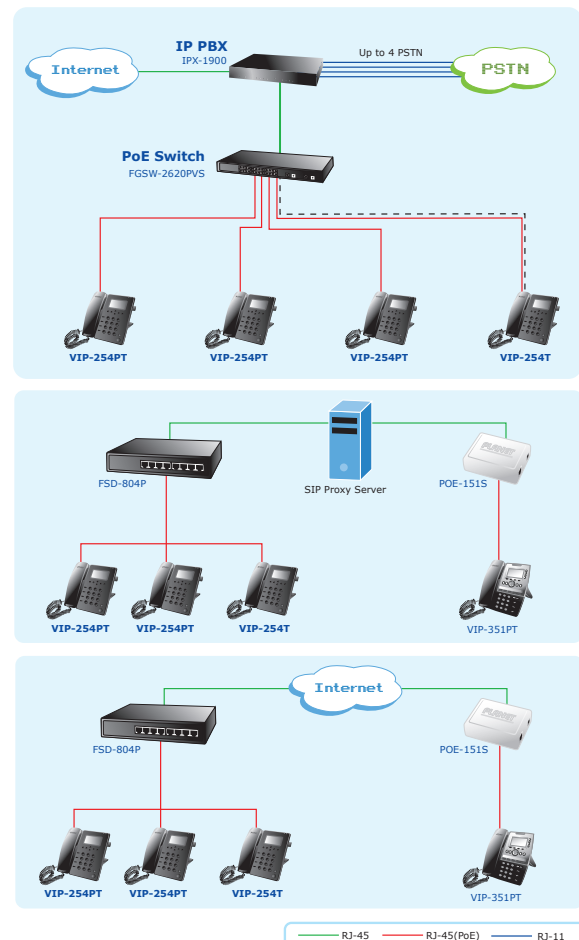 IP PBX
IPX-1900
Internet
Up to 4 PSTN
PSTN
PoE Switch
FGSW-2620PVS
VIP-254PT
VIP-254PT
VIP-254PT
VIP-254T
FSD-804P
SIP Proxy Server
PLANET
POE-151S
VIP-254PT
VIP-254PT
VIP-254T
VIP-351PT
Internet
FSD-804P
PLANET
POE-151S
VIP-254PT
VIP-254PT
VIP-254T
VIP-351PT
RJ-45
RJ-45(PoE)
RJ-11